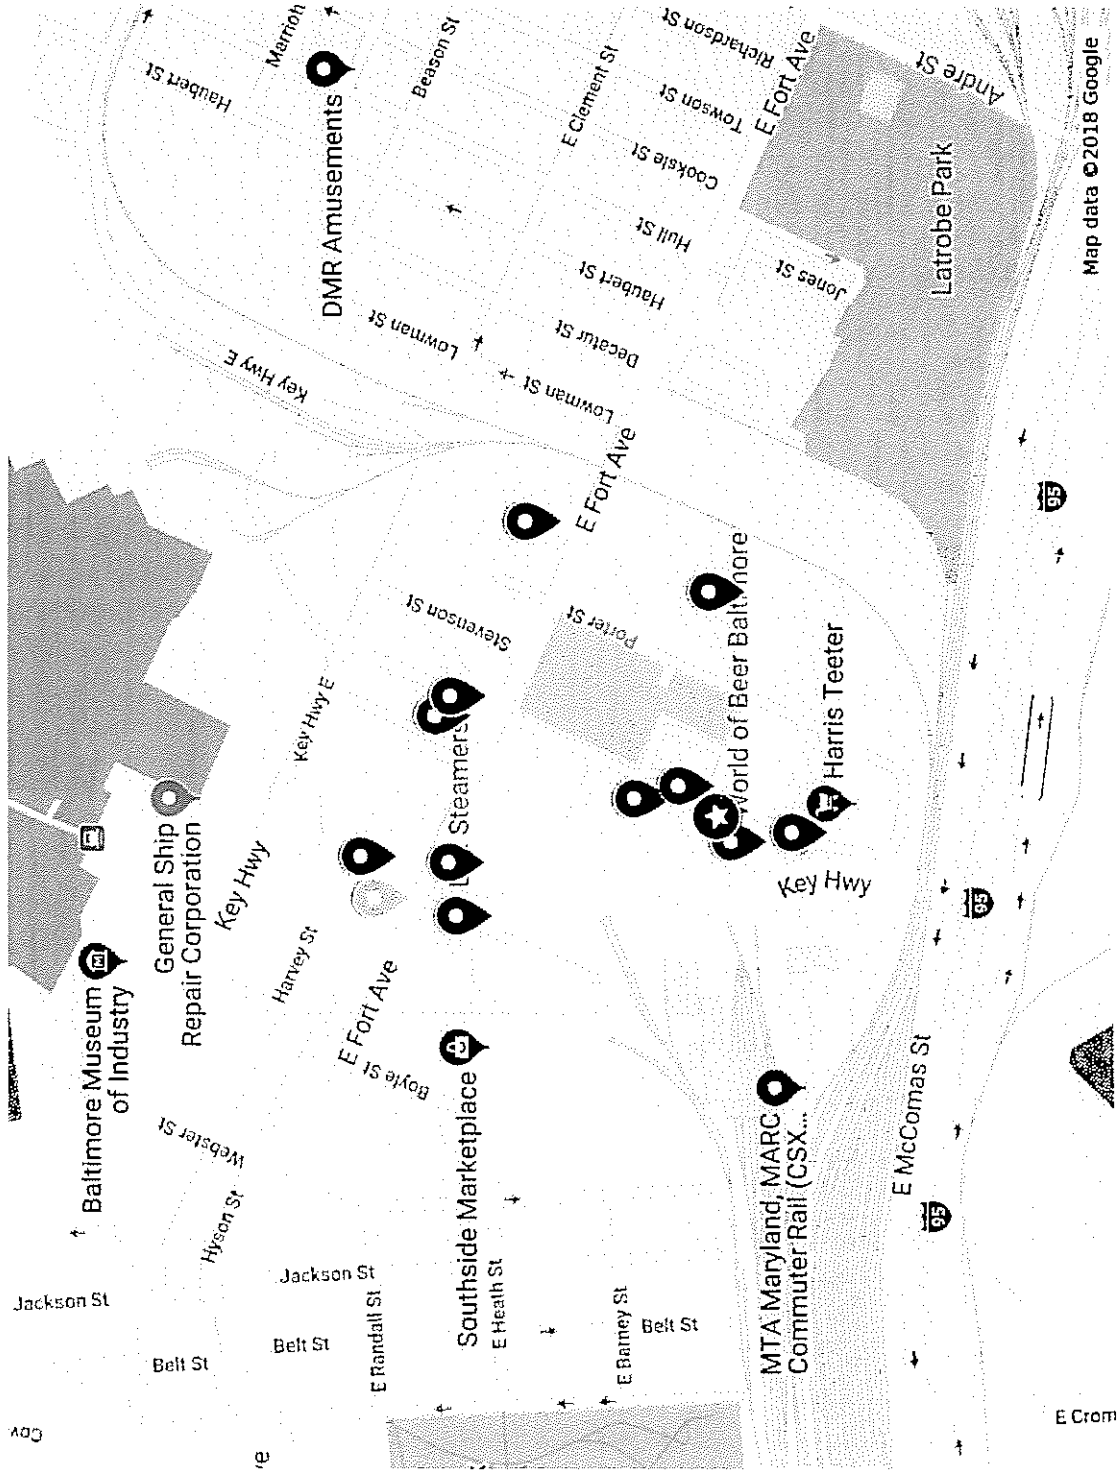 Jackson St
Baltimore Museum
of Industry
Haubert St
Webster St
General Ship
Repair Corporation
Belt St
Hyson St
Key Hwy
Key Hwy E
Harvey St
Key Hwy E
Belt St
Jackson St
DMR Amusements
E Fort Ave
E Randall St
Boyle St
Lowman St
Beason St
Steamers
Stevenson St
Southside Marketplace
E Heath St
Lowman St
E Clement St
E Fort Ave
Decatur St
Porter St
Haubert St
E Barney St
Hull St
Belt St
Cooksie St
Towson St
Richardson St
World of Beer Baltimore
E Fort Ave
MTA Maryland, MARC
Commuter Rail (CSX...
Jones St
Key Hwy
Harris Teeter
E McComas St
Latrobe Park
Andre St
95
95
95
E Crom
Map data ©2018 Google